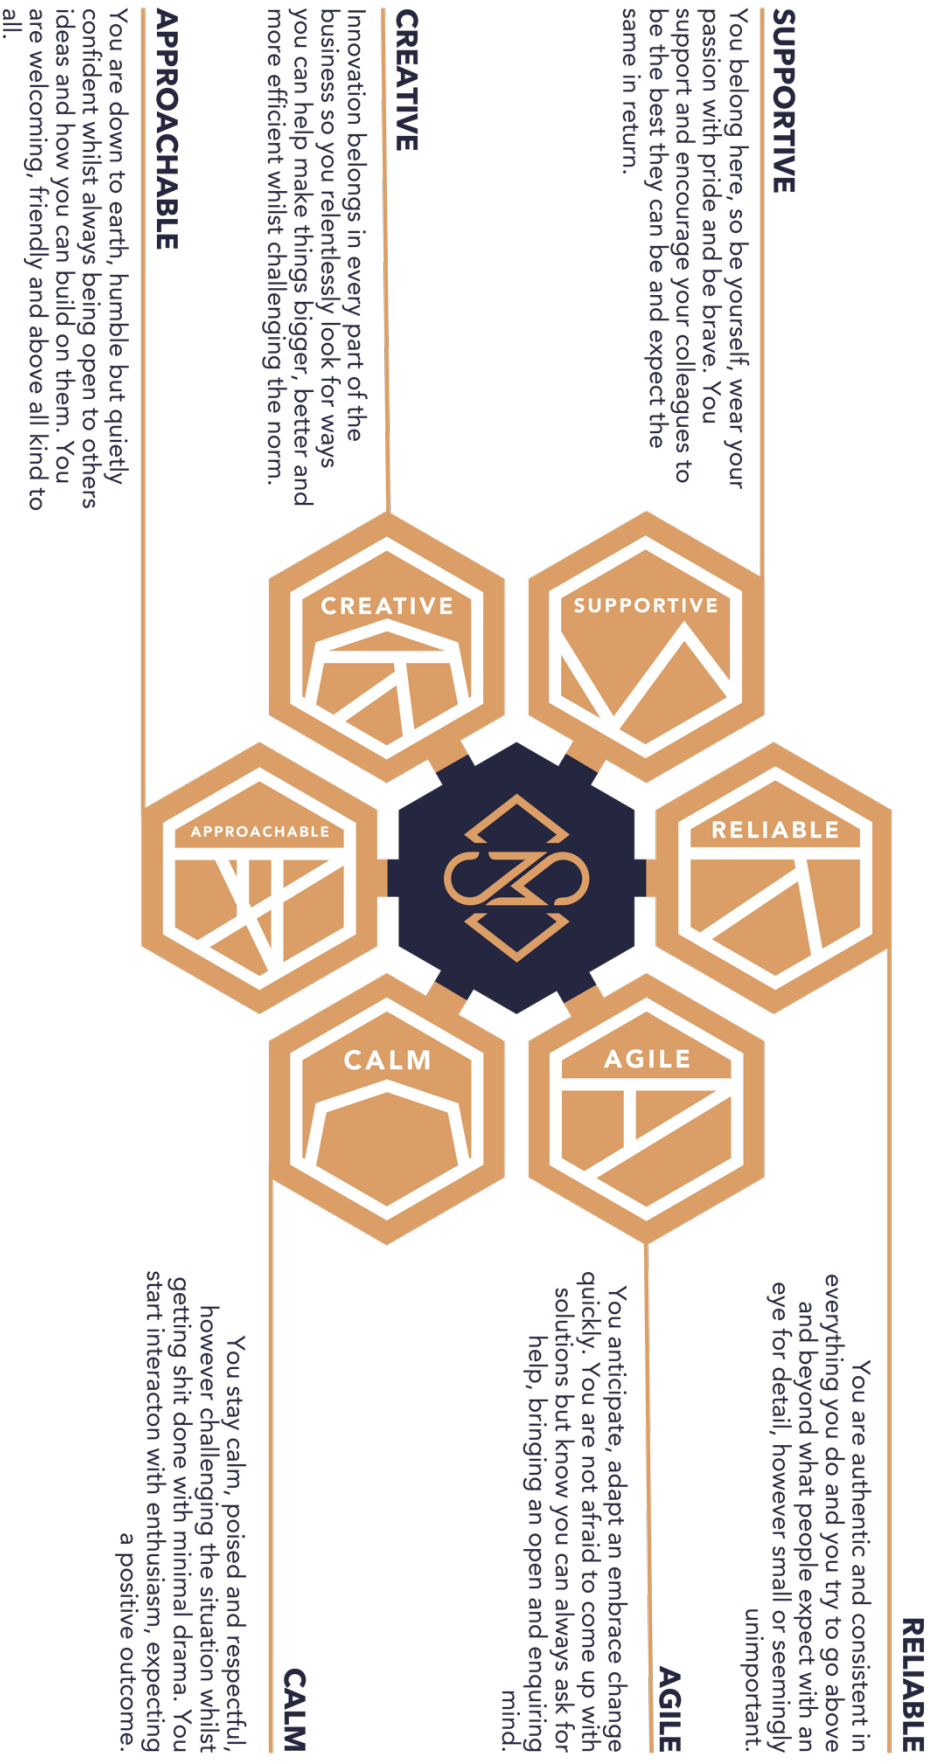 SUPPORTIVE
You belong here, so be yourself, wear your
passion with pride and be brave. You
support and encourage your colleagues to
be the best they can be and expect the
same in return.
CREATIVE
Innovation belongs in every part of the
business so you relentlessly look for ways
you can help make things bigger, better and
more efficient whilst challenging the norm.
APPROACHABLE
You are down to earth, humble but quietly
confident whilst always being open to others
ideas and how you can build on them. You
are welcoming, friendly and above all kind to
all.
CREATIVE
SUPPORTIVE
APPROACHABLE
RELIABLE
CALM
AGILE
RELIABLE
You are authentic and consistent in
everything you do and you try to go above
and beyond what people expect with an
eye for detail, however small or seemingly
unimportant.
AGILE
You anticipate, adapt an embrace change
quickly. You are not afraid to come up with
solutions but know you can always ask for
help, bringing an open and enquiring
mind.
CALM
You stay calm, poised and respectful,
however challenging the situation whilst
getting shit done with minimal drama. You
start interacton with enthusiasm, expecting
a positive outcome.